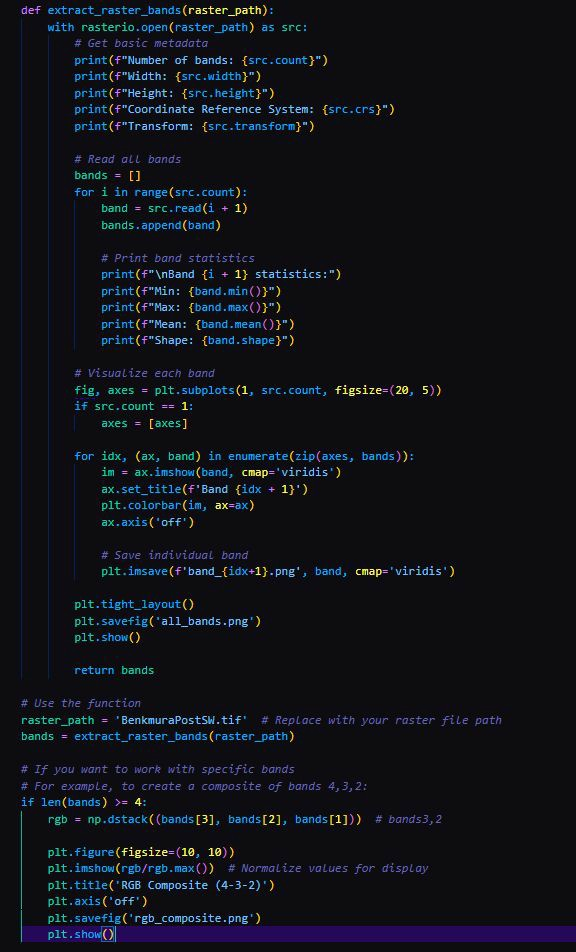 def extract_raster_bands(raster_path):
    with rasterio.open(raster_path) as src:
        # Get basic metadata
        print(f"Number of bands: {src.count}")
        print(f"Width: {src.width}")
        print(f"Height: {src.height}")
        print(f"Coordinate Reference System: {src.crs}")
        print(f"Transform: {src.transform}")

        # Read all bands
        bands = []
        for i in range(src.count):
            band = src.read(i + 1)
            bands.append(band)

            # Print band statistics
            print(f"\nBand {i + 1} statistics:")
            print(f"Min: {band.min()}")
            print(f"Max: {band.max()}")
            print(f"Mean: {band.mean()}")
            print(f"Shape: {band.shape}")

        # Visualize each band
        fig, axes = plt.subplots(1, src.count, figsize=(20, 5))
        if src.count == 1:
            axes = [axes]

        for idx, (ax, band) in enumerate(zip(axes, bands)):
            im = ax.imshow(band, cmap='viridis')
            ax.set_title(f'Band {idx + 1}')
            plt.colorbar(im, ax=ax)
            ax.axis('off')

            # Save individual band
            plt.imsave(f'band_{idx+1}.png', band, cmap='viridis')

        plt.tight_layout()
        plt.savefig('all_bands.png')
        plt.show()

        return bands

# Use the function
raster_path = 'BenkmuraPostSW.tif'  # Replace with your raster file path
bands = extract_raster_bands(raster_path)

# If you want to work with specific bands
# For example, to create a composite of bands 4,3,2:
if len(bands) >= 4:
    rgb = np.dstack((bands[3], bands[2], bands[1]))  # bands3,2

    plt.figure(figsize=(10, 10))
    plt.imshow(rgb/rgb.max())  # Normalize values for display
    plt.title('RGB Composite (4-3-2)')
    plt.axis('off')
    plt.savefig('rgb_composite.png')
    plt.show()